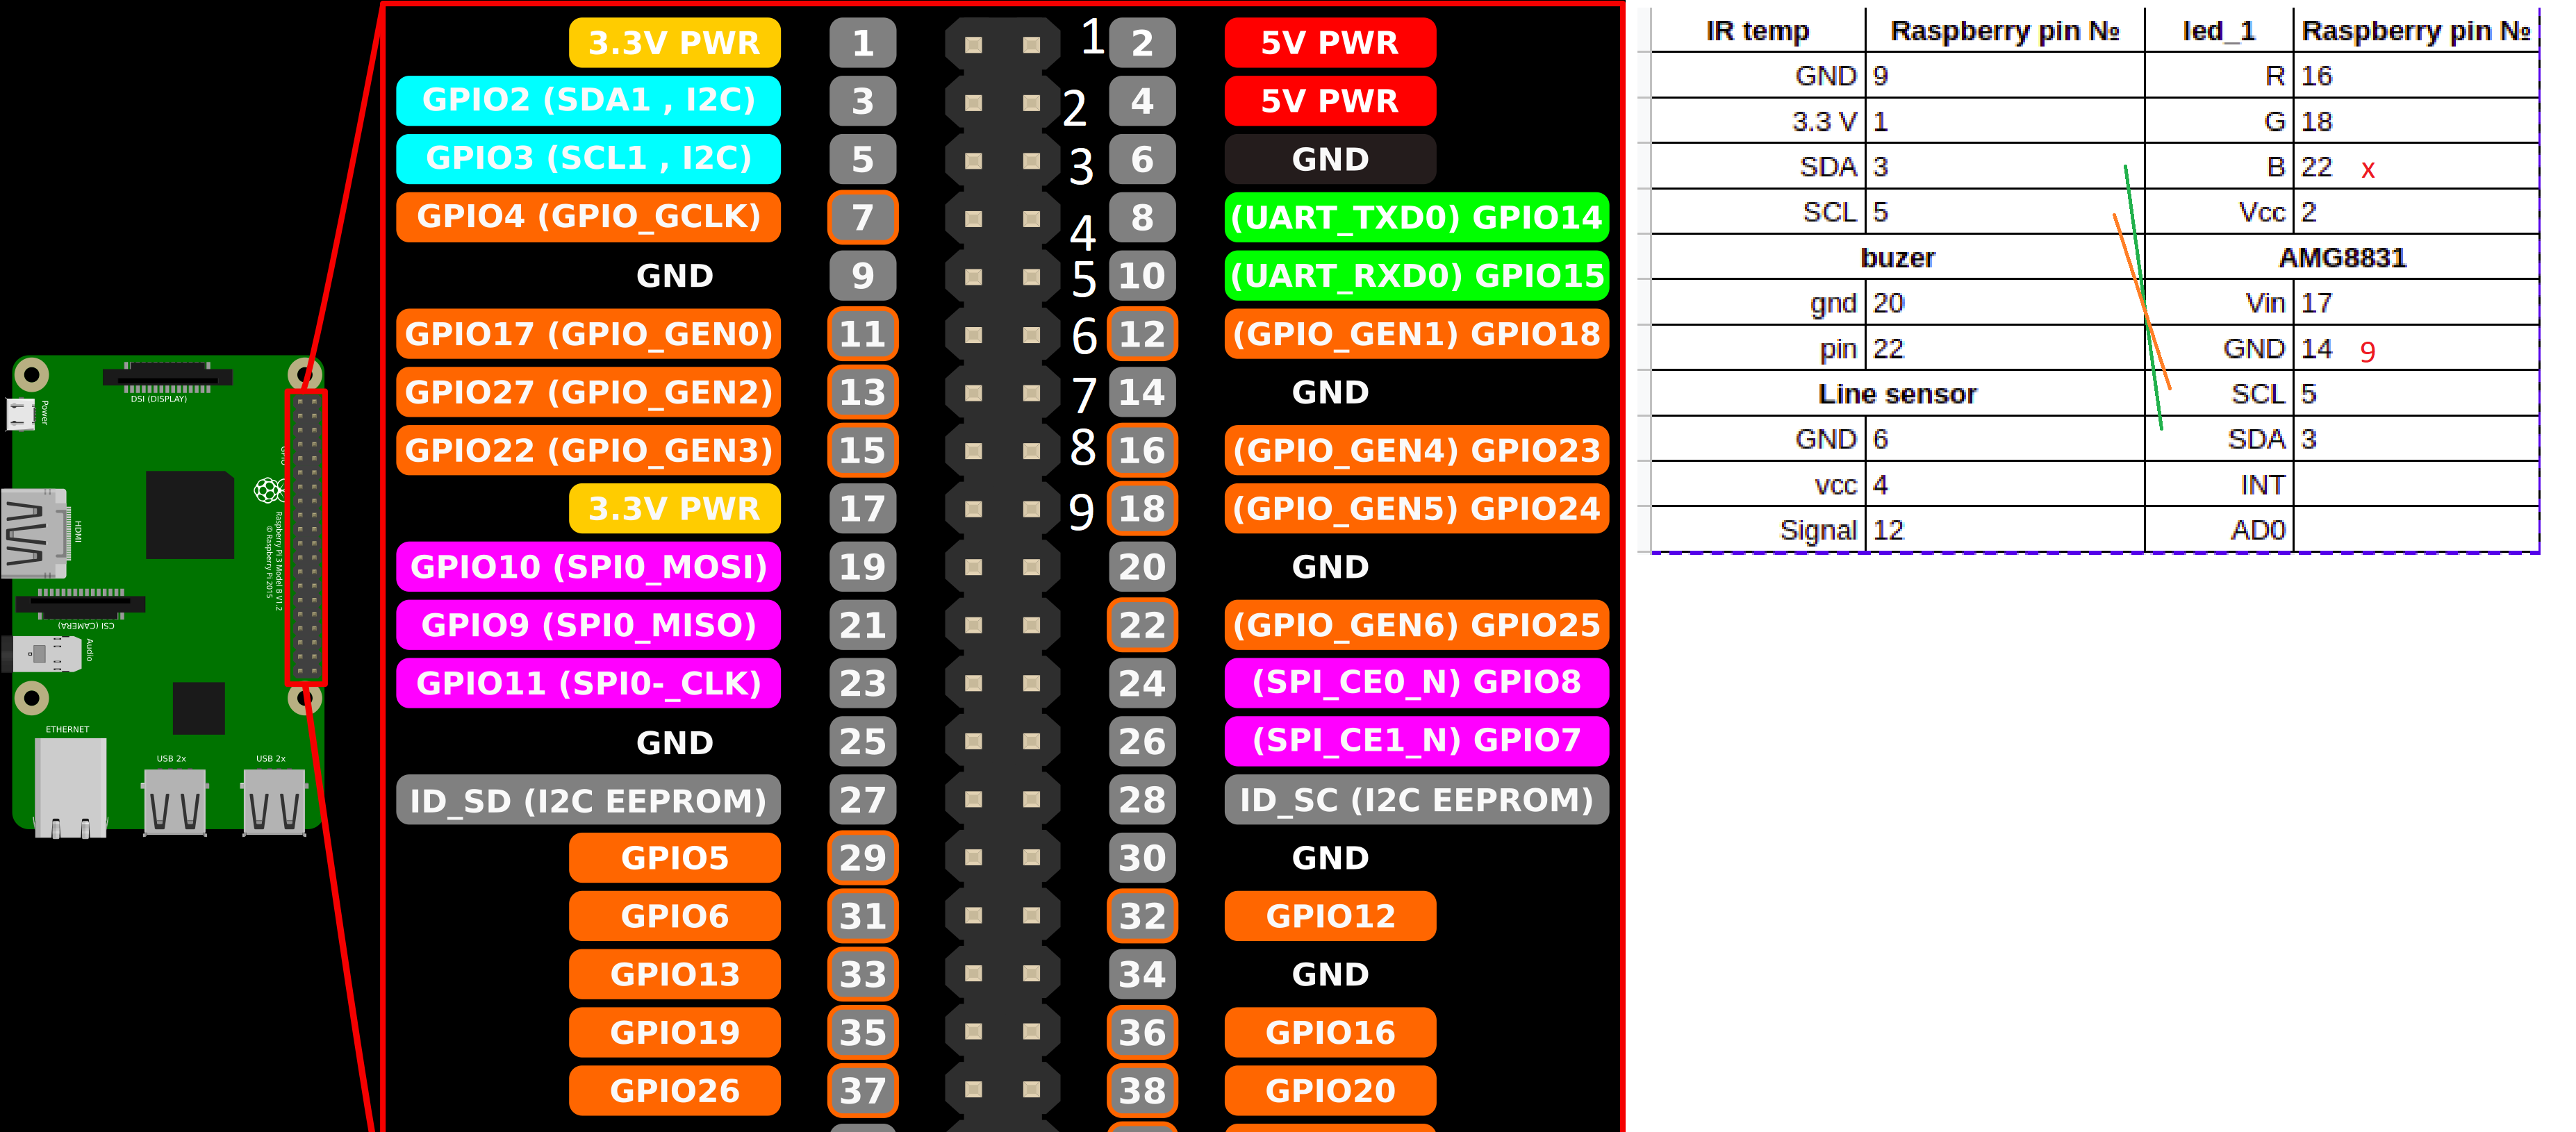 3.3V PWR 1 1 2 5V PWR
GPIO2 (SDA1 , I2C) 3 2 4 5V PWR
GPIO3 (SCL1 , I2C) 5 3 6 GND
GPIO4 (GPIO_GCLK) 7 4 8 (UART_TXD0) GPIO14
GND 9 5 10 (UART_RXD0) GPIO15
GPIO17 (GPIO_GEN0) 11 6 12 (GPIO_GEN1) GPIO18
GPIO27 (GPIO_GEN2) 13 7 14 GND
GPIO22 (GPIO_GEN3) 15 8 16 (GPIO_GEN4) GPIO23
3.3V PWR 17 9 18 (GPIO_GEN5) GPIO24
GPIO10 (SPI0_MOSI) 19 20 GND
GPIO9 (SPI0_MISO) 21 22 (GPIO_GEN6) GPIO25
GPIO11 (SPI0-_CLK) 23 24 (SPI_CE0_N) GPIO8
GND 25 26 (SPI_CE1_N) GPIO7
ID_SD (I2C EEPROM) 27 28 ID_SC (I2C EEPROM)
GPIO5 29 30 GND
GPIO6 31 32 GPIO12
GPIO13 33 34 GND
GPIO19 35 36 GPIO16
GPIO26 37 38 GPIO20
DSI (DISPLAY)
Power
HDMI
Raspberry Pi 3 Model B V1.2
© Raspberry Pi 2015
CSI (CAMERA)
Audio
ETHERNET
USB 2x
USB 2x
IR temp Raspberry pin № led_1 Raspberry pin №
GND 9 R 16
3.3 V 1 G 18
SDA 3 B 22 x
SCL 5 Vcc 2
buzer AMG8831
gnd 20 Vin 17
pin 22 GND 14 9
Line sensor SCL 5
GND 6 SDA 3
vcc 4 INT
Signal 12 AD0